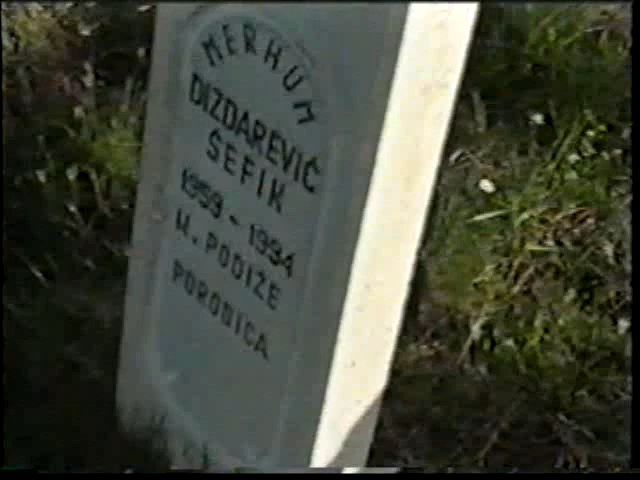 MERHUM
DIZDAREVIĆ
ŠEFIK
1959-1994
N. PODIŽE
PORODICA